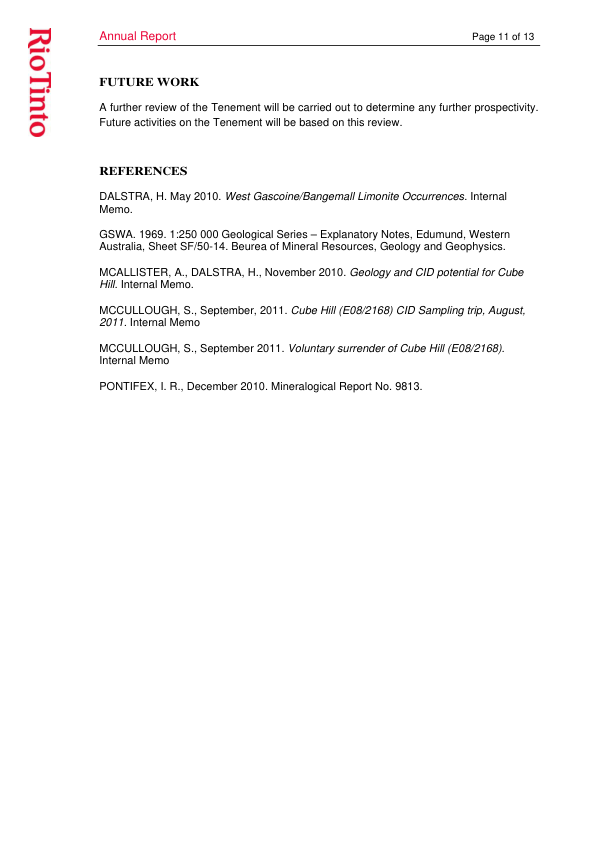 RioTinto
Annual Report
Page 11 of 13
FUTURE WORK
A further review of the Tenement will be carried out to determine any further prospectivity.
Future activities on the Tenement will be based on this review.
REFERENCES
DALSTRA, H. May 2010. West Gascoine/Bangemall Limonite Occurrences. Internal
Memo.
GSWA. 1969. 1:250 000 Geological Series – Explanatory Notes, Edumund, Western
Australia, Sheet SF/50-14. Beurea of Mineral Resources, Geology and Geophysics.
MCALLISTER, A., DALSTRA, H., November 2010. Geology and CID potential for Cube
Hill. Internal Memo.
MCCULLOUGH, S., September, 2011. Cube Hill (E08/2168) CID Sampling trip, August,
2011. Internal Memo
MCCULLOUGH, S., September 2011. Voluntary surrender of Cube Hill (E08/2168).
Internal Memo
PONTIFEX, I. R., December 2010. Mineralogical Report No. 9813.